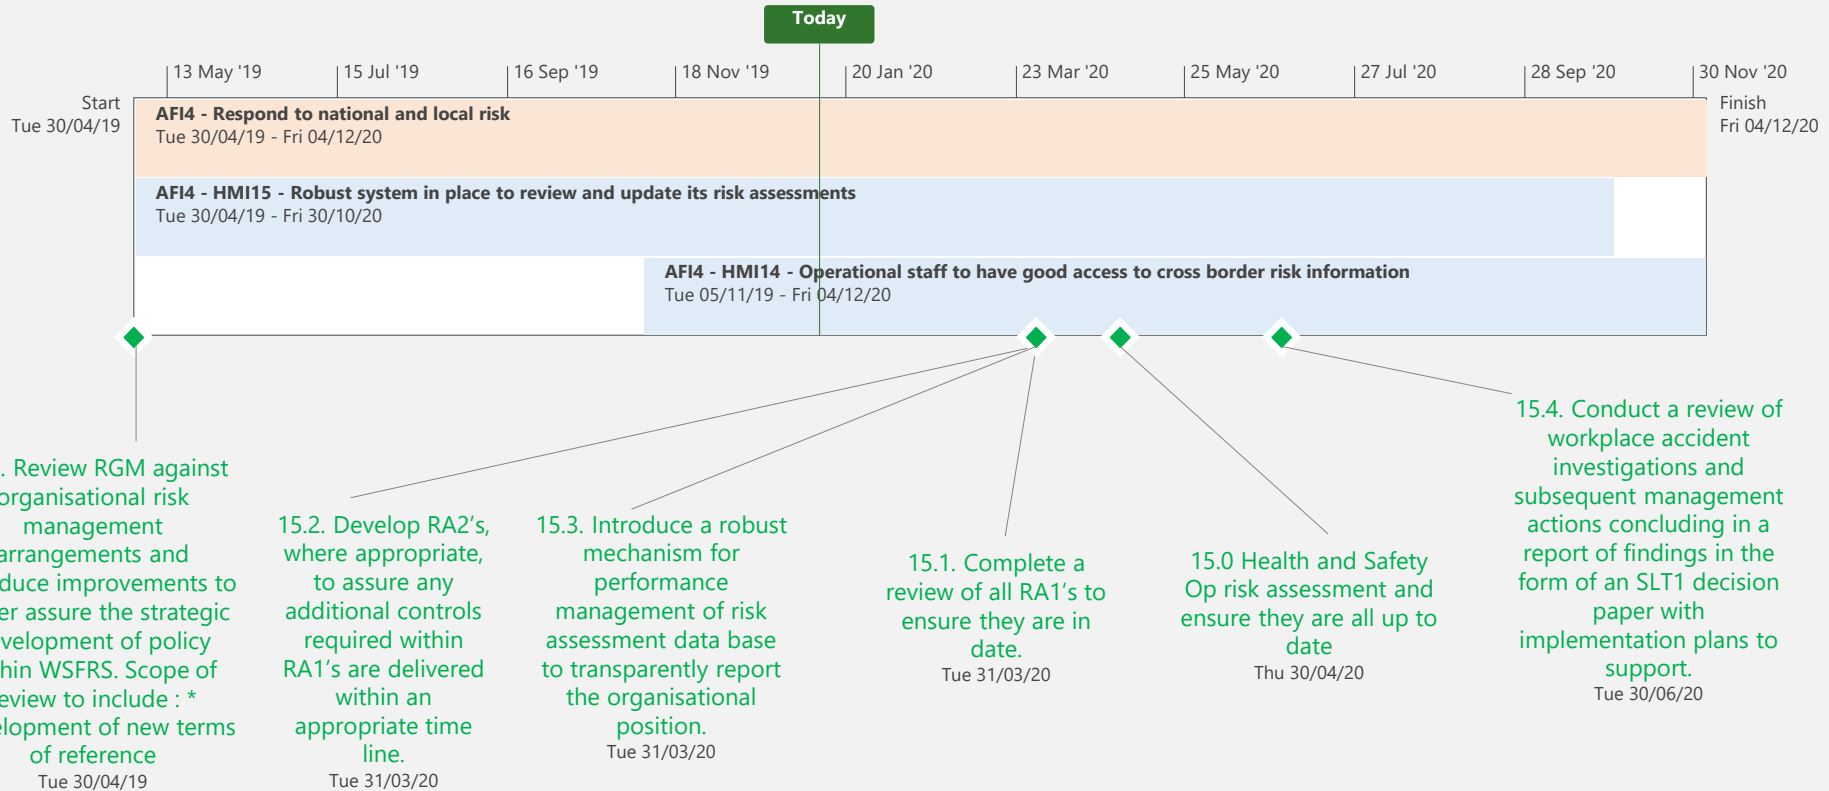 Today
13 May '19
15 Jul '19
16 Sep '19
18 Nov '19
20 Jan '20
23 Mar '20
25 May '20
27 Jul '20
28 Sep '20
30 Nov '20
Start
Tue 30/04/19
Finish
Fri 04/12/20
AFI4 - Respond to national and local risk
Tue 30/04/19 - Fri 04/12/20
AFI4 - HMI15 - Robust system in place to review and update its risk assessments
Tue 30/04/19 - Fri 30/10/20
AFI4 - HMI14 - Operational staff to have good access to cross border risk information
Tue 05/11/19 - Fri 04/12/20
. Review RGM against
organisational risk
management
arrangements and
duce improvements to
er assure the strategic
velopment of policy
hin WSFRS. Scope of
eview to include : *
elopment of new terms
of reference
Tue 30/04/19
15.2. Develop RA2's,
where appropriate,
to assure any
additional controls
required within
RA1's are delivered
within an
appropriate time
line.
Tue 31/03/20
15.3. Introduce a robust
mechanism for
performance
management of risk
assessment data base
to transparently report
the organisational
position.
Tue 31/03/20
15.1. Complete a
review of all RA1's to
ensure they are in
date.
Tue 31/03/20
15.0 Health and Safety
Op risk assessment and
ensure they are all up to
date
Thu 30/04/20
15.4. Conduct a review of
workplace accident
investigations and
subsequent management
actions concluding in a
report of findings in the
form of an SLT1 decision
paper with
implementation plans to
support.
Tue 30/06/20